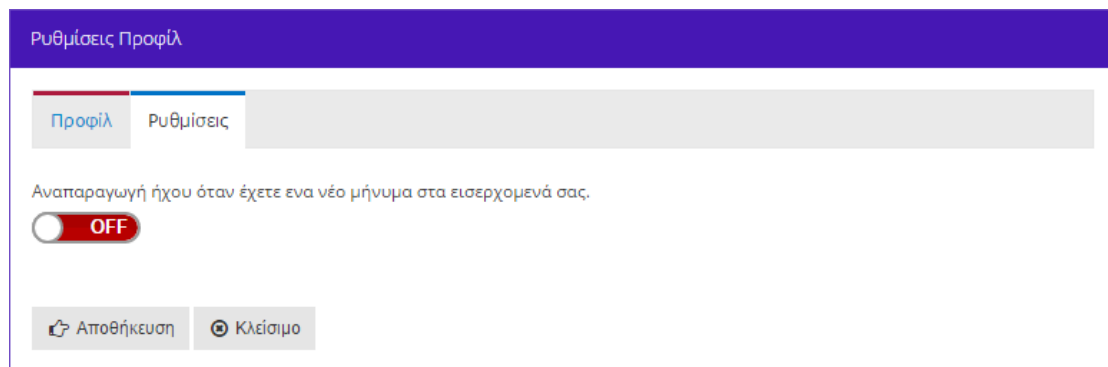 Ρυθμίσεις Προφίλ
Προφίλ Ρυθμίσεις
Αναπαραγωγή ήχου όταν έχετε ενα νέο μήνυμα στα εισερχομενά σας.
OFF
Αποθήκευση Κλείσιμο